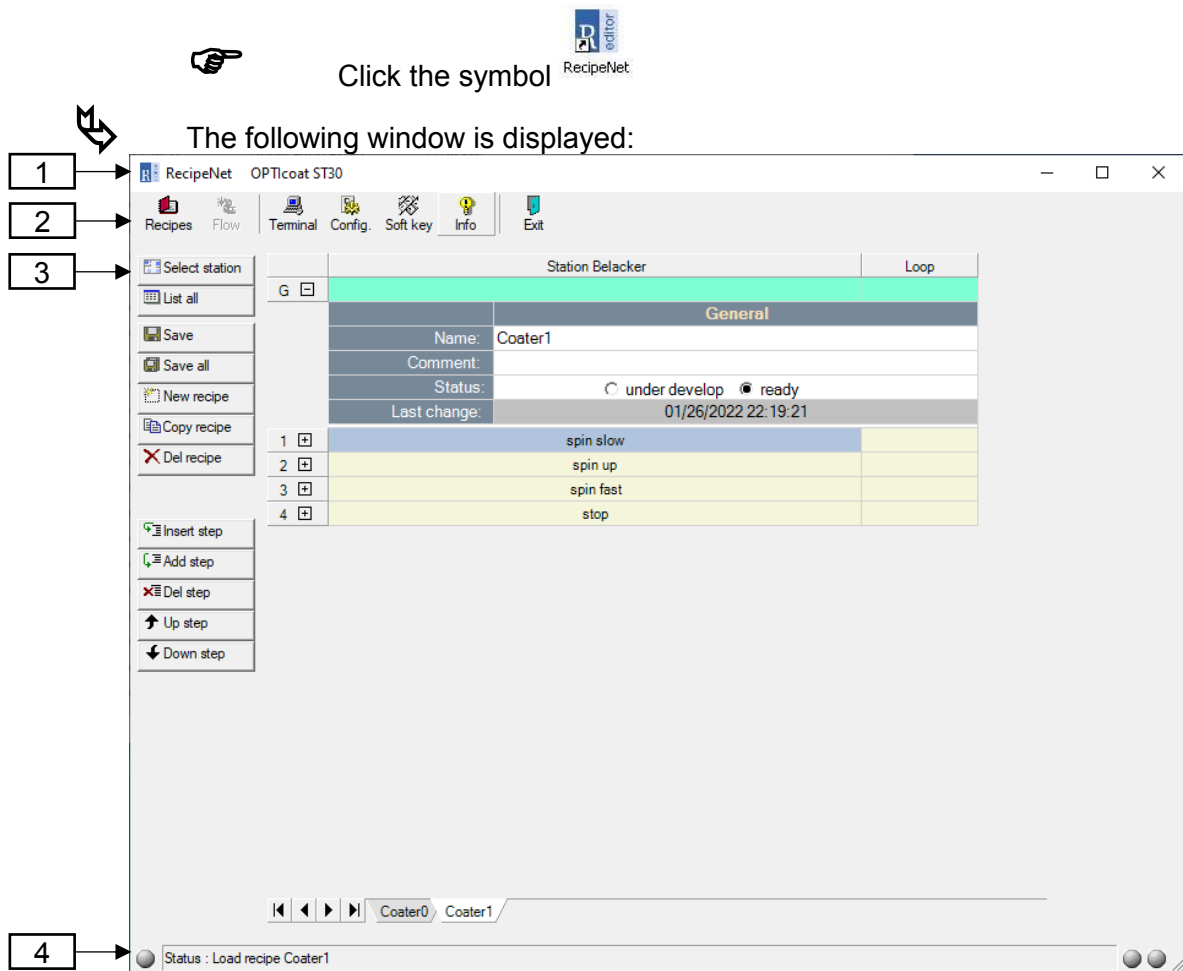 R editor
RecipeNet
Click the symbol
The following window is displayed:
1
RecipeNet OPTIcoat ST30
2
Recipes Flow Terminal Config. Soft key Info Exit
3
Select station
List all
Save
Save all
New recipe
Copy recipe
Del recipe
Insert step
Add step
Del step
Up step
Down step
Station Belacker Loop
G
General
Name: Coater1
Comment:
Status: under develop ready
Last change: 01/26/2022 22:19:21
1 spin slow
2 spin up
3 spin fast
4 stop
Coater0 Coater1
4
Status : Load recipe Coater1